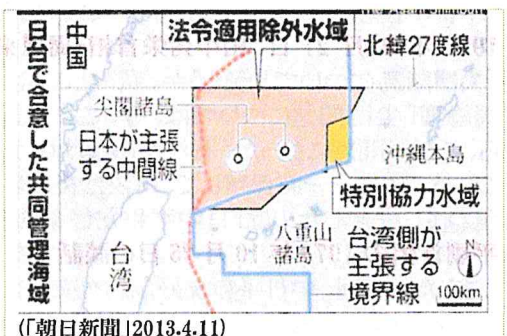 日台で合意した共同管理海域
中国
法令適用除外水域
北緯27度線
尖閣諸島
日本が主張
する中間線
沖縄本島
特別協力水域
八重山
諸島
台湾
台湾側が
主張する
境界線
N
100km
(「朝日新聞」2013.4.11)